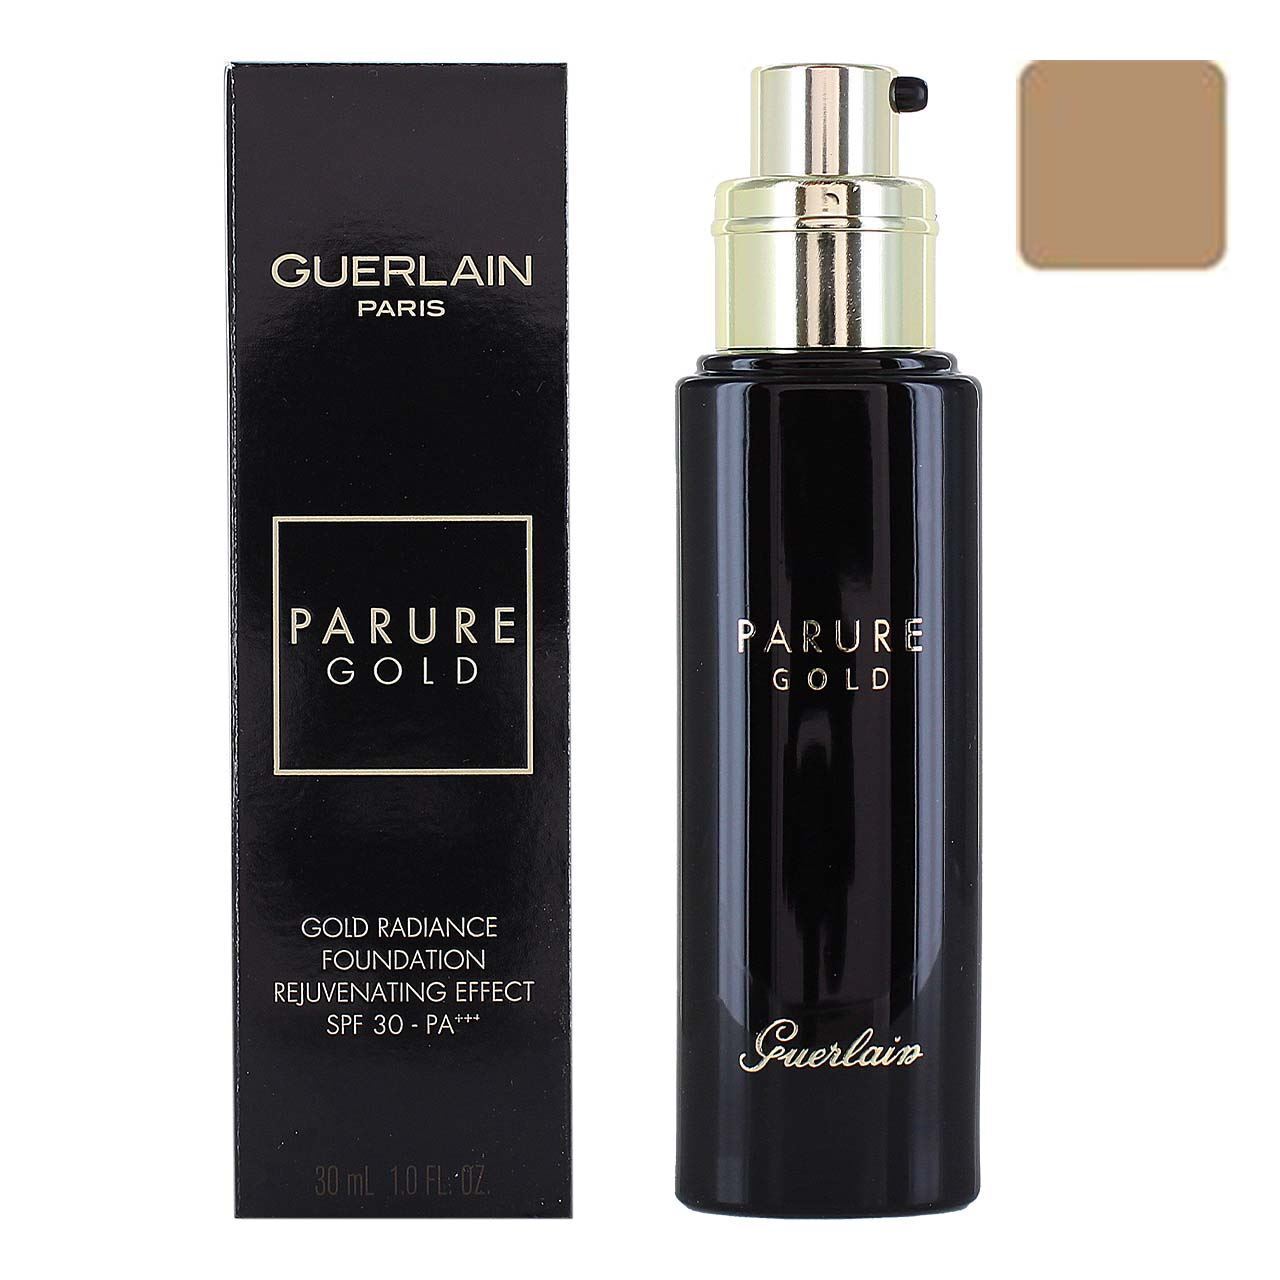 GUERLAIN
PARIS
PARURE
GOLD
GOLD RADIANCE
FOUNDATION
REJUVENATING EFFECT
SPF 30 - PA+++
30 mL 1.0 FL. OZ.
PARURE
GOLD
Guerlain